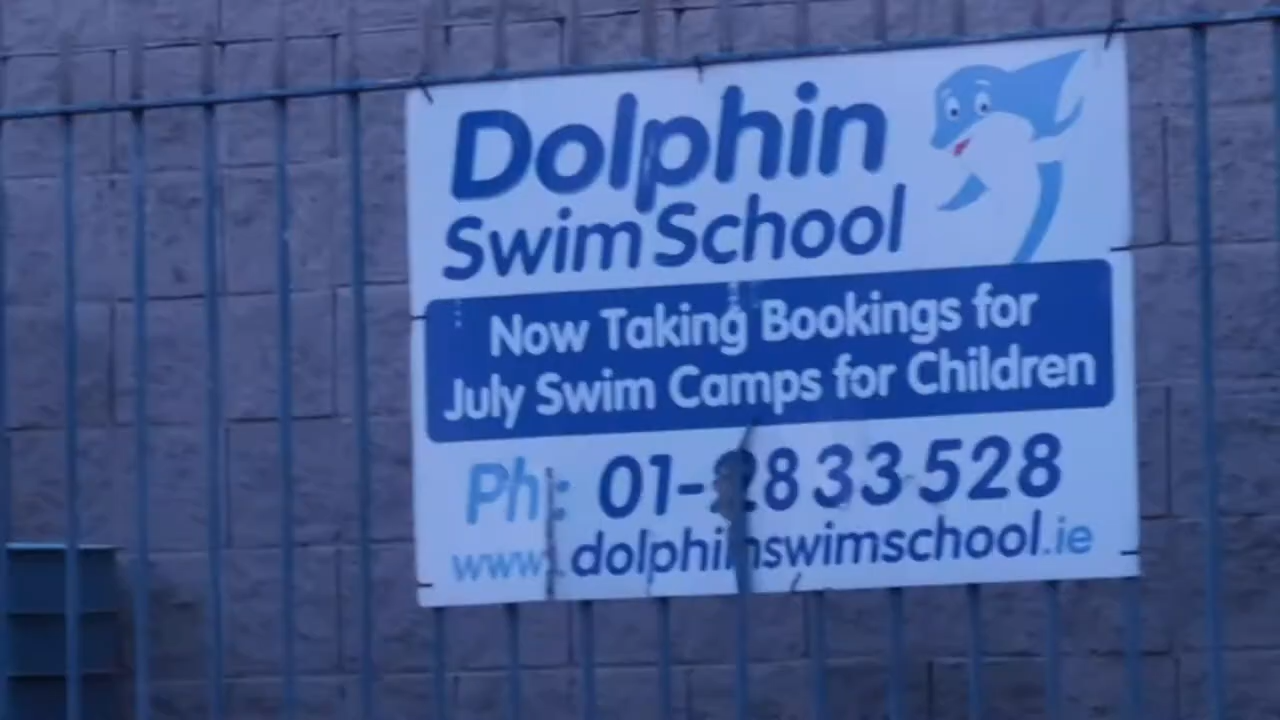 Dolphin
Swim School
Now Taking Bookings for
July Swim Camps for Children
Ph: 01-2833528
www.dolphinswimschool.ie